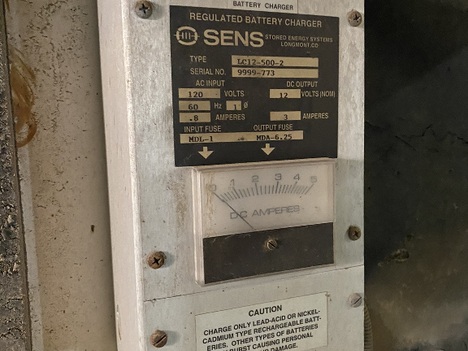 BATTERY CHARGER
REGULATED BATTERY CHARGER
SENS STORED ENERGY SYSTEMS
LONGMONT CO
TYPE LC12-500-2
SERIAL NO. 9999-773
AC INPUT DC OUTPUT
120 VOLTS 12 VOLTS (NOM)
60 Hz 1 Ø
.8 AMPERES 3 AMPERES
INPUT FUSE OUTPUT FUSE
MDL-1 MDA-6.25
0 1 2 3 4 5
DC AMPERES
CAUTION
CHARGE ONLY LEAD-ACID OR NICKEL-
CADMIUM TYPE RECHARGEABLE BATT-
ERIES. OTHER TYPES OF BATTERIES
BURST CAUSING PERSONAL
DAMAGE.